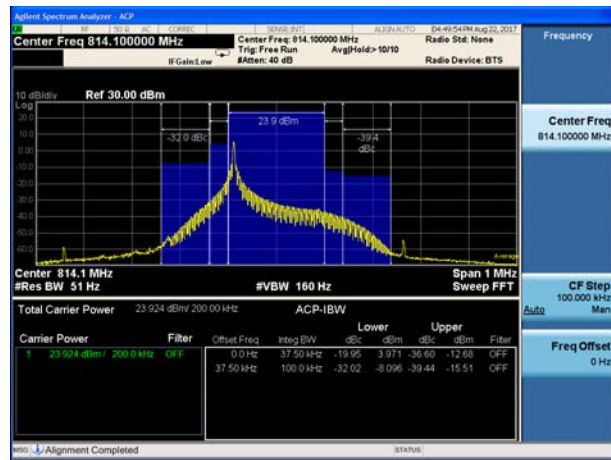 Agilent Spectrum Analyzer - ACP
RF 50 Ω AC CORREC SENSE:INT ALIGN AUTO 04:49:54 PM Aug 22, 2017
Center Freq 814.100000 MHz
Center Freq: 814.100000 MHz
Radio Std: None
Trig: Free Run Avg|Hold:> 10/10
IFGain:Low #Atten: 40 dB Radio Device: BTS
Frequency
10 dB/div Ref 30.00 dBm
Log
20.0
10.0
0.00
-10.0
-20.0
-30.0
-40.0
-50.0
-60.0
-32.0 dBc
23.9 dBm
-39.4 dBc
Average
Center 814.1 MHz Span 1 MHz
#Res BW 51 Hz #VBW 160 Hz Sweep FFT
Total Carrier Power 23.924 dBm/ 200.00 kHz ACP-IBW
Lower Upper
Carrier Power Filter Offset Freq Integ BW dBc dBm dBc dBm Filter
1 23.924 dBm / 200.0 kHz OFF 0.0 Hz 37.50 kHz -19.95 3.971 -36.60 -12.68 OFF
37.50 kHz 100.0 kHz -32.02 -8.096 -39.44 -15.51 OFF
Center Freq
814.100000 MHz
CF Step
100.000 kHz
Auto Man
Freq Offset
0 Hz
MSG Alignment Completed STATUS